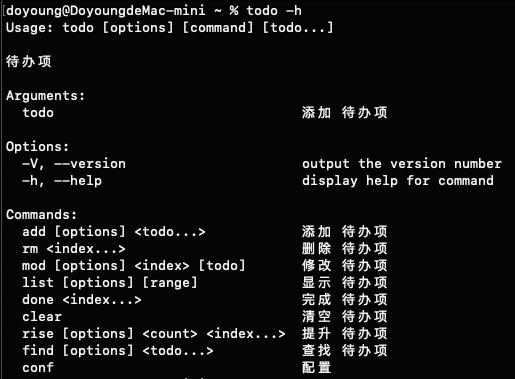 doyoung@DoyoungdeMac-mini ~ % todo -h
Usage: todo [options] [command] [todo...]
待办项
Arguments:
todo 添加 待办项
Options:
-V, --version output the version number
-h, --help display help for command
Commands:
add [options] <todo...> 添加 待办项
rm <index...> 删除 待办项
mod [options] <index> [todo] 修改 待办项
list [options] [range] 显示 待办项
done <index...> 完成 待办项
clear 清空 待办项
rise [options] <count> <index...> 提升 待办项
find [options] <todo...> 查找 待办项
conf 配置